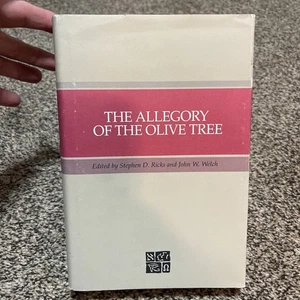 THE ALLEGORY
OF THE OLIVE TREE
Edited by Stephen D. Ricks and John W. Welch